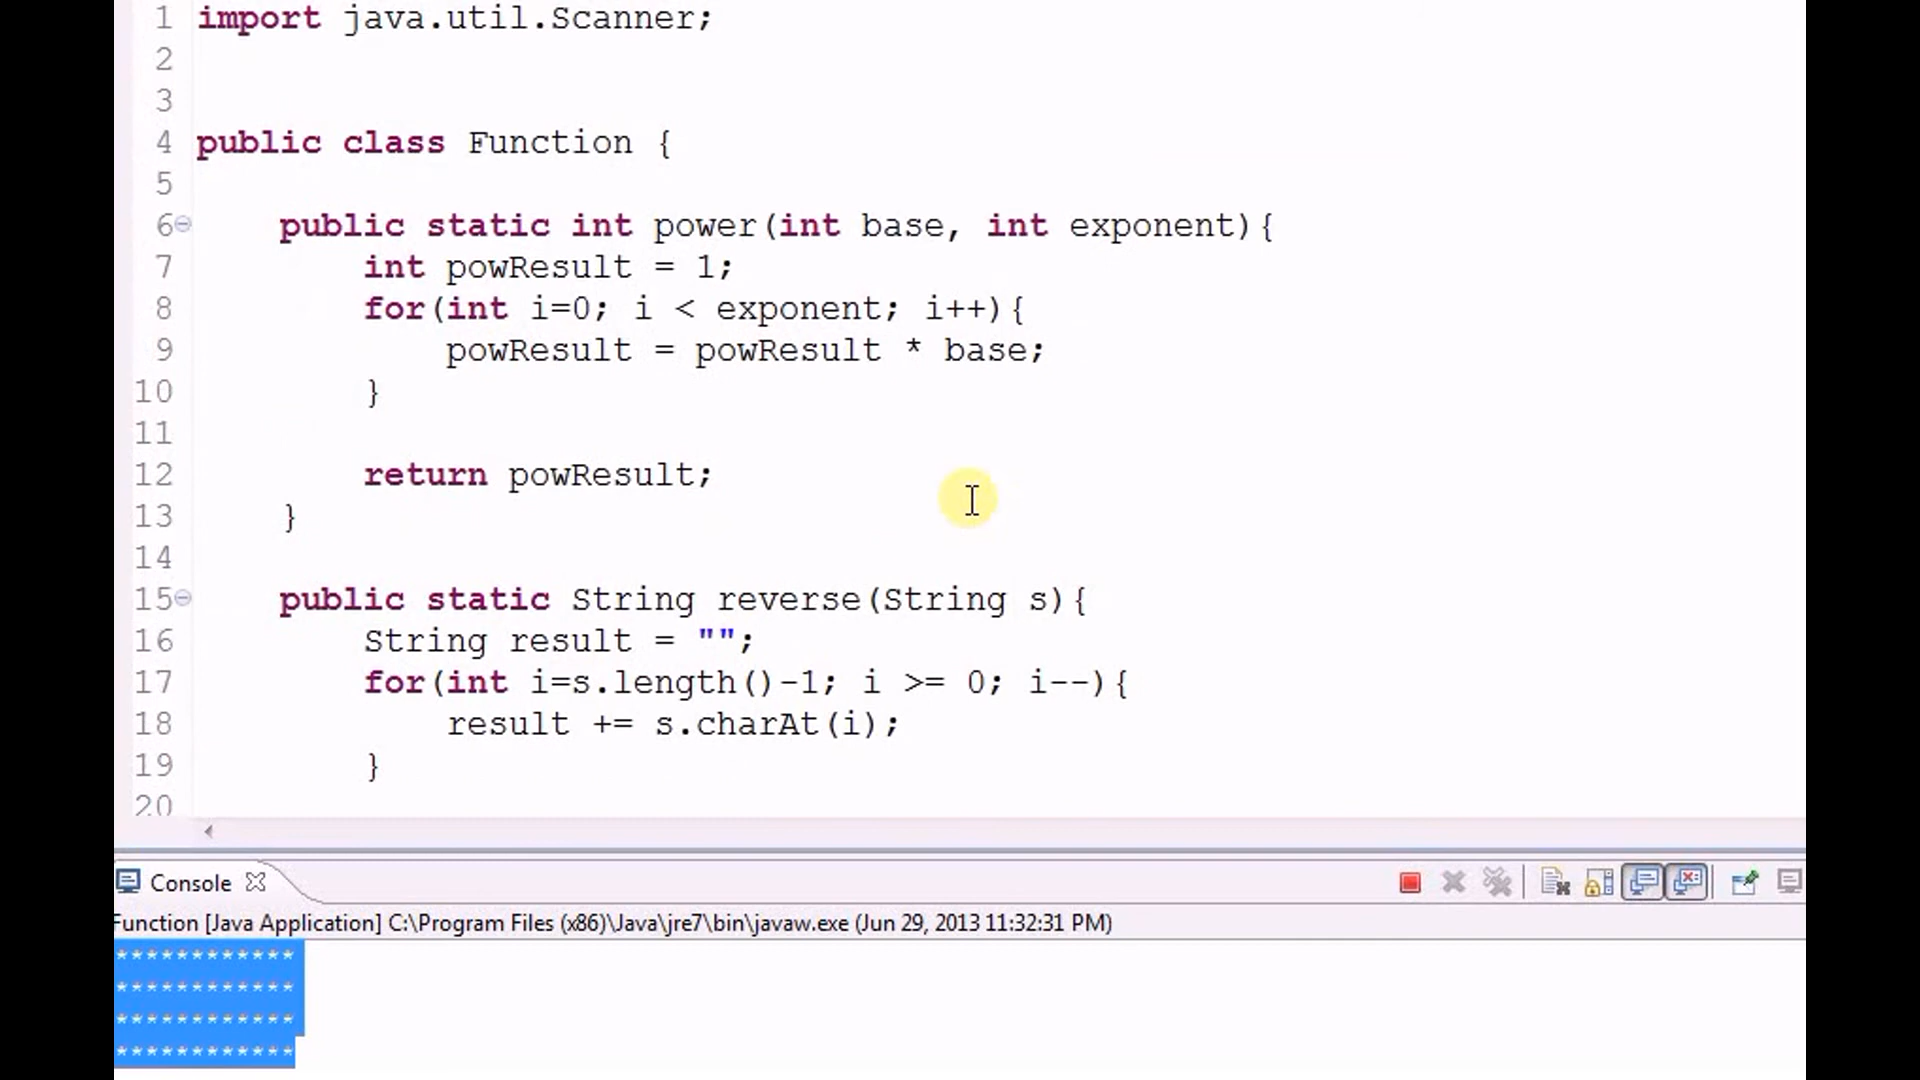 1 import java.util.Scanner;
2
3
4 public class Function {
5
6 public static int power(int base, int exponent){
7 int powResult = 1;
8 for(int i=0; i < exponent; i++){
9 powResult = powResult * base;
10 }
11
12 return powResult;
13 }
14
15 public static String reverse(String s){
16 String result = "";
17 for(int i=s.length()-1; i >= 0; i--){
18 result += s.charAt(i);
19 }
20
Console
Function [Java Application] C:\Program Files (x86)\Java\jre7\bin\javaw.exe (Jun 29, 2013 11:32:31 PM)
************
************
************
************